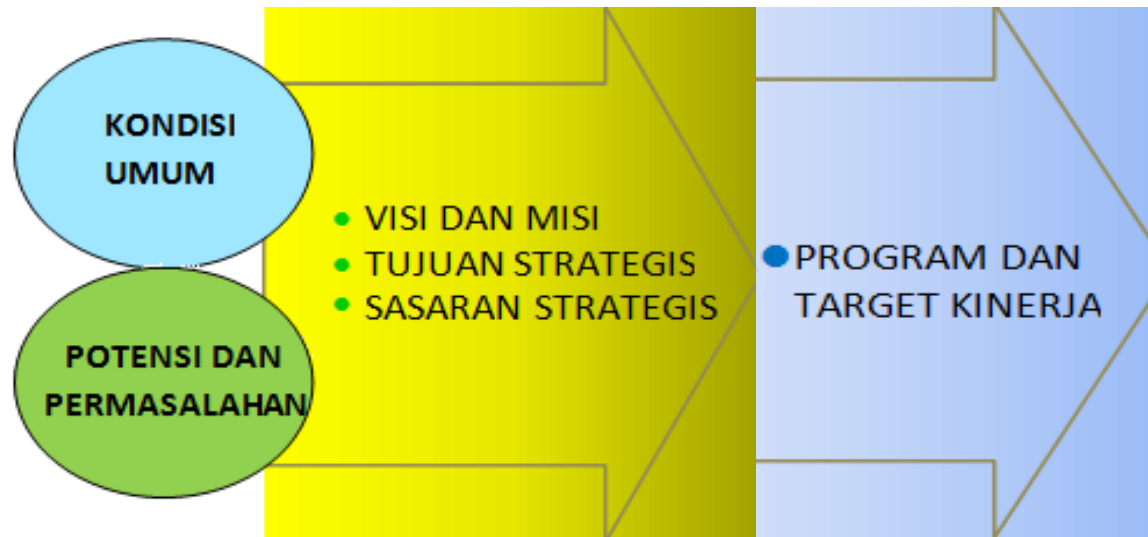 KONDISI
UMUM
POTENSI DAN
PERMASALAHAN
VISI DAN MISI
TUJUAN STRATEGIS
SASARAN STRATEGIS
PROGRAM DAN
TARGET KINERJA